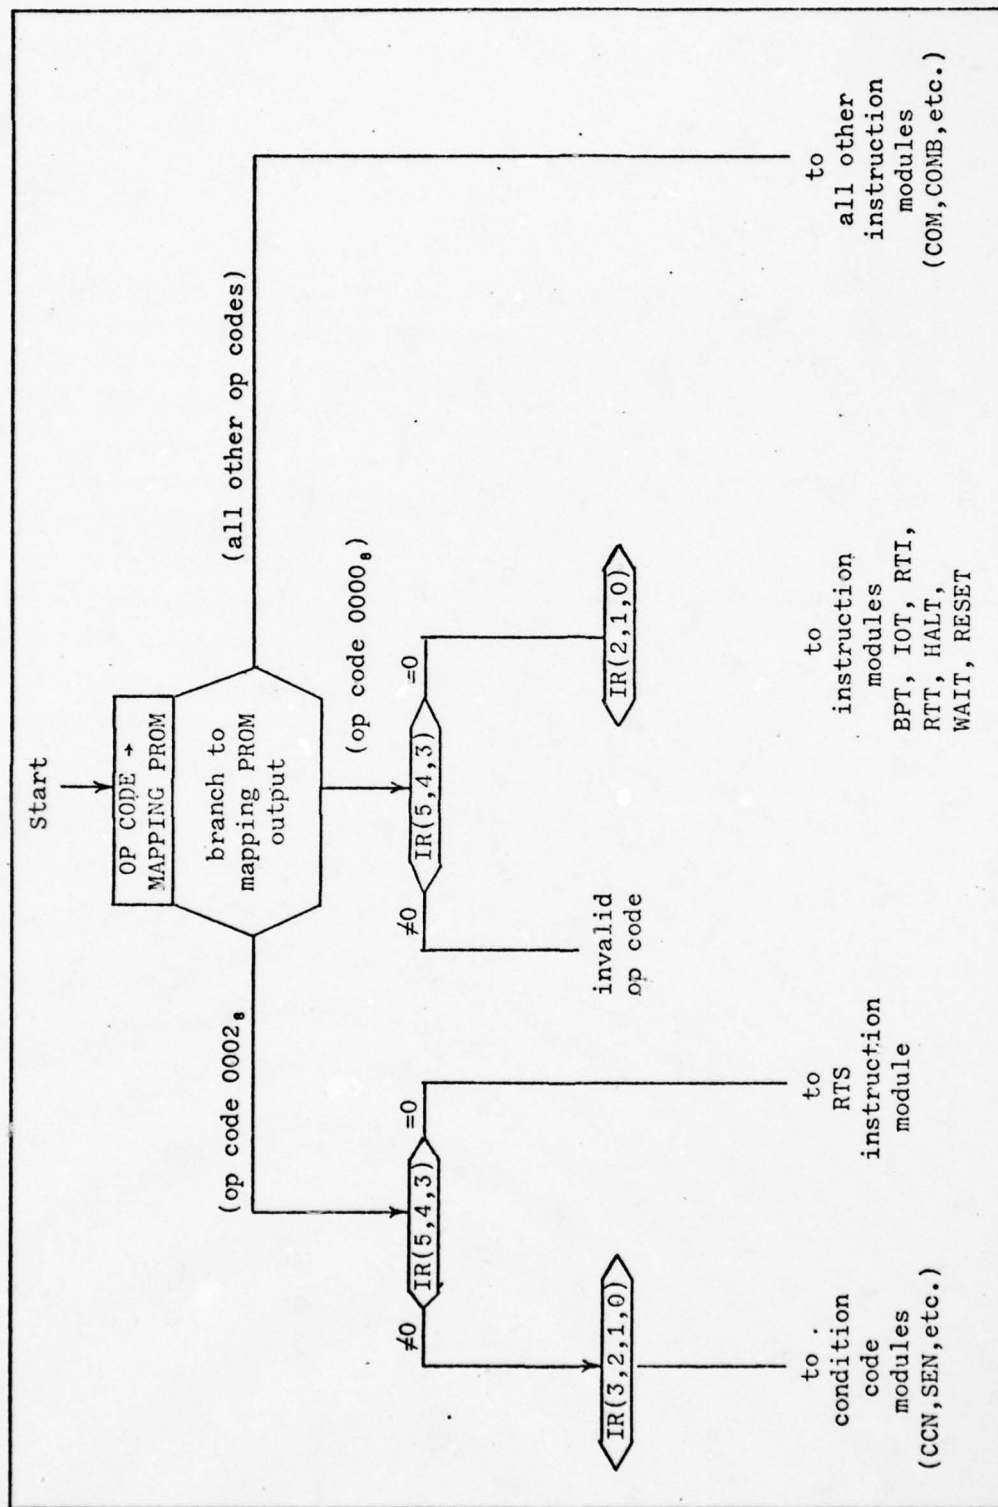 Start
OP CODE →
MAPPING PROM
branch to
mapping PROM
output
(op code 0002₈
(op code 0000₈)
(all other op codes)
≠0
IR(5,4,3)
=0
≠0
IR(5,4,3)
=0
IR(3,2,1,0)
invalid
op code
IR(2,1,0)
to
condition
code
modules
(CCN,SEN,etc.)
to
RTS
instruction
module
to
instruction
modules
BPT, IOT, RTI,
RTT, HALT,
WAIT, RESET
to
all other
instruction
modules
(COM,COMB,etc.)